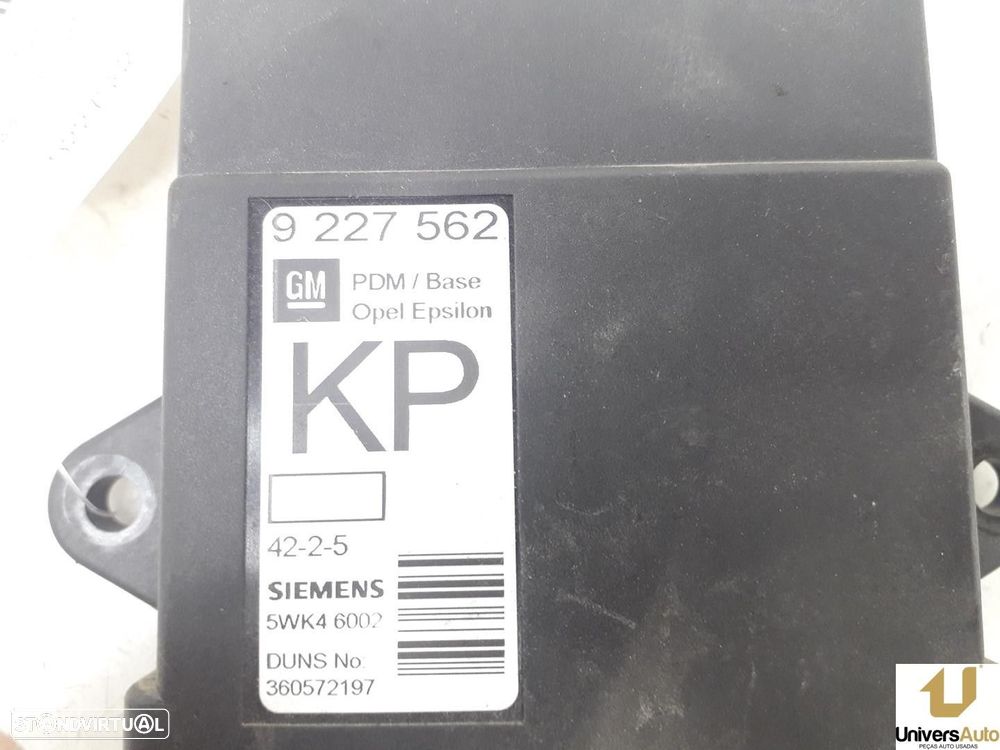 9 227 562
GM
PDM / Base
Opel Epsilon
KP
42-2-5
SIEMENS
5WK4 6002
DUNS No:
360572197
STANDVIRTUAL
UniversAuto
PEÇAS AUTO USADAS